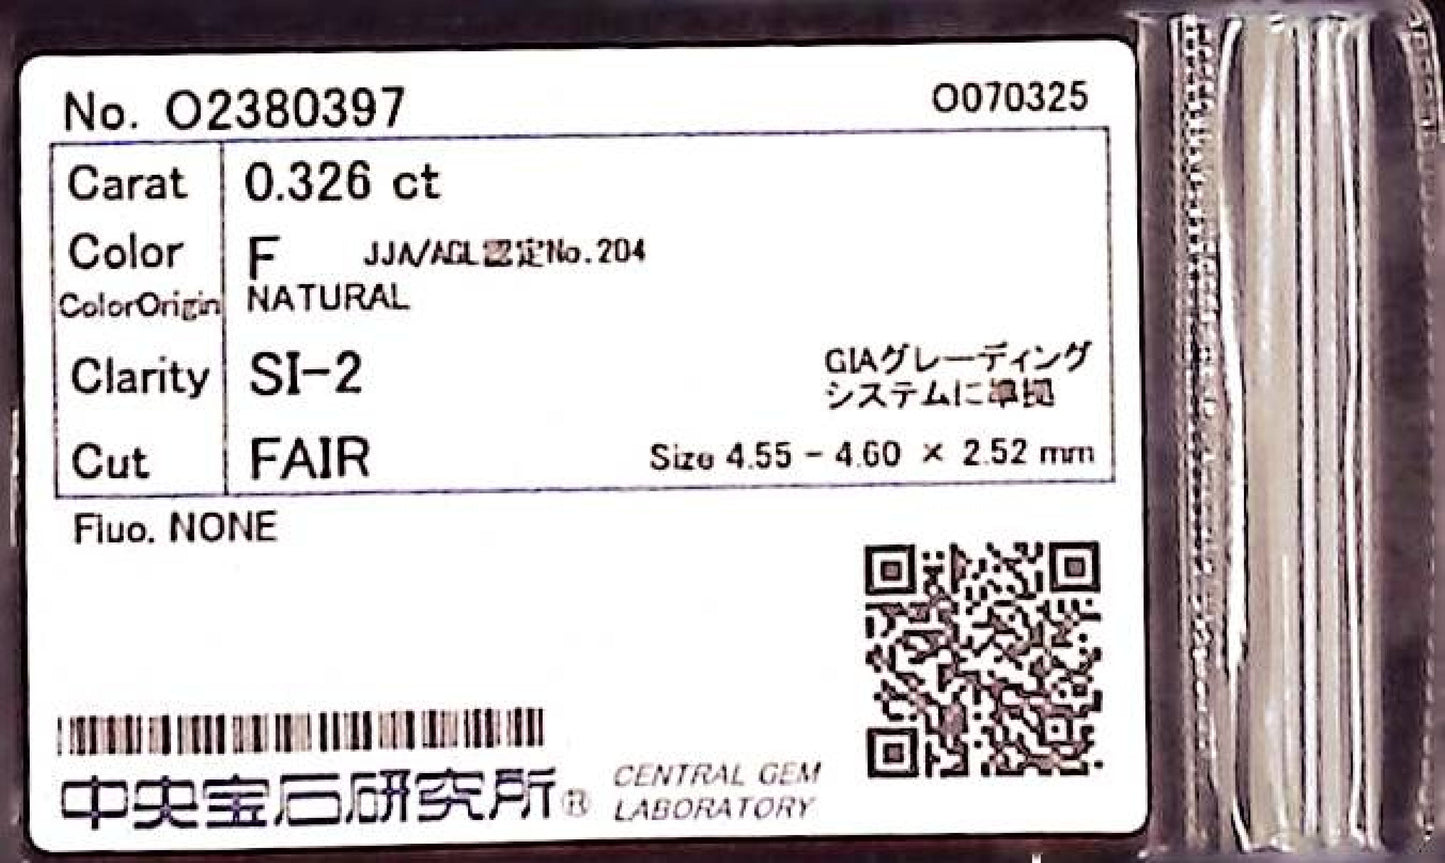 No. O2380397 O070325
Carat 0.326 ct
Color F JJA/AGL認定No.204
ColorOrigin NATURAL
Clarity SI-2 GIAグレーディング
システムに準拠
Cut FAIR Size 4.55 - 4.60 × 2.52 mm
Fluo. NONE
中央宝石研究所® CENTRAL GEM
LABORATORY